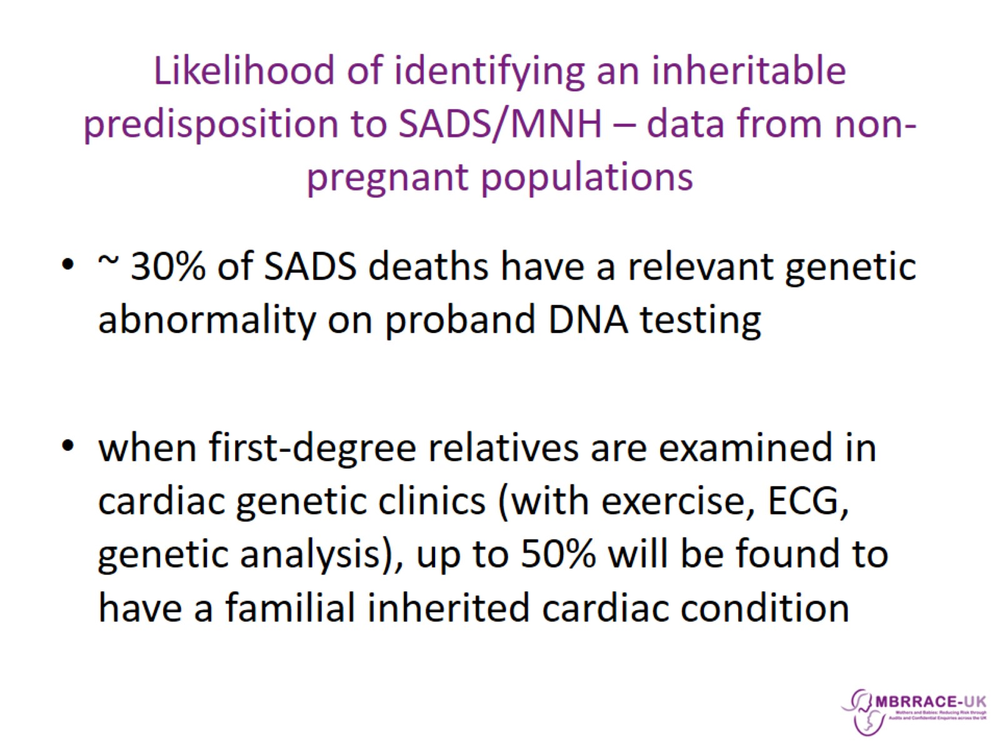 Likelihood of identifying an inheritable
predisposition to SADS/MNH – data from non-
pregnant populations
• ~ 30% of SADS deaths have a relevant genetic
abnormality on proband DNA testing
• when first-degree relatives are examined in
cardiac genetic clinics (with exercise, ECG,
genetic analysis), up to 50% will be found to
have a familial inherited cardiac condition
MBRRACE-UK
Mothers and Babies: Reducing Risk through
Audits and Confidential Enquiries across the UK